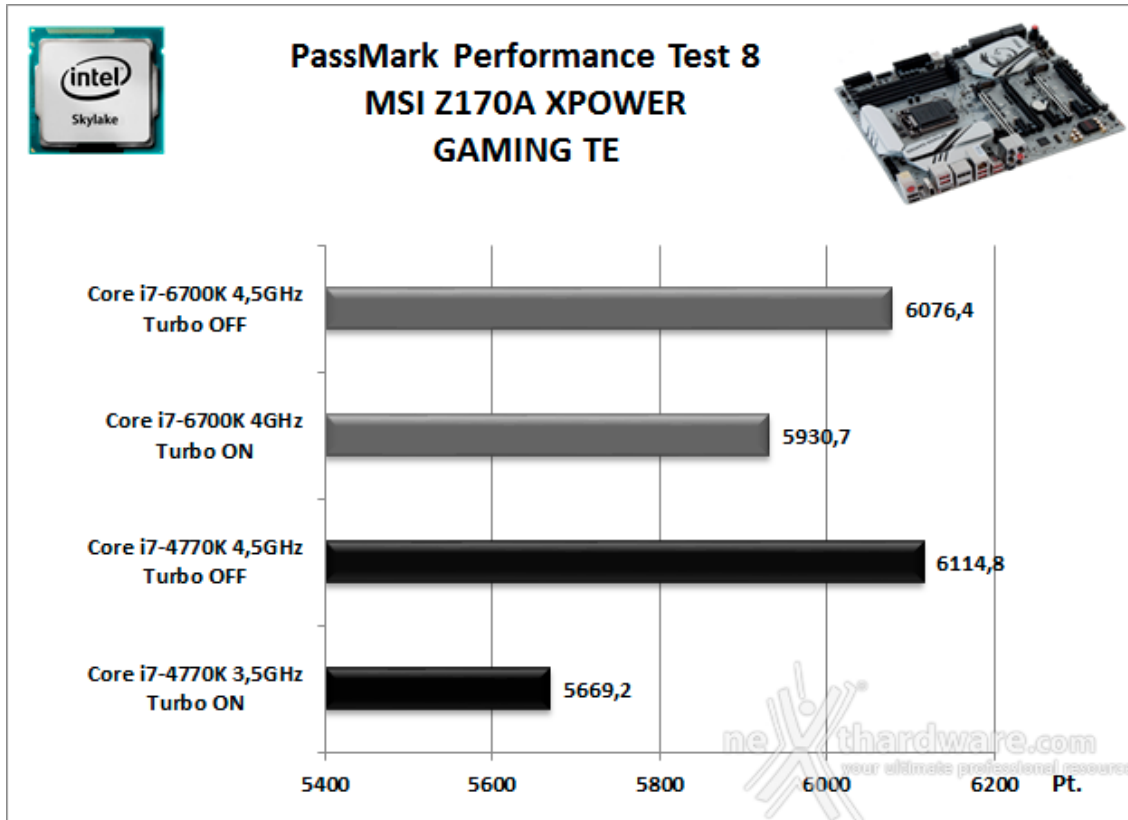 intel
Skylake
PassMark Performance Test 8
MSI Z170A XPOWER
GAMING TE
Core i7-6700K 4,5GHz
Turbo OFF
6076,4
Core i7-6700K 4GHz
Turbo ON
5930,7
Core i7-4770K 4,5GHz
Turbo OFF
6114,8
Core i7-4770K 3,5GHz
Turbo ON
5669,2
nexthardware.com
your ultimate professional resource
5400 5600 5800 6000 6200 Pt.